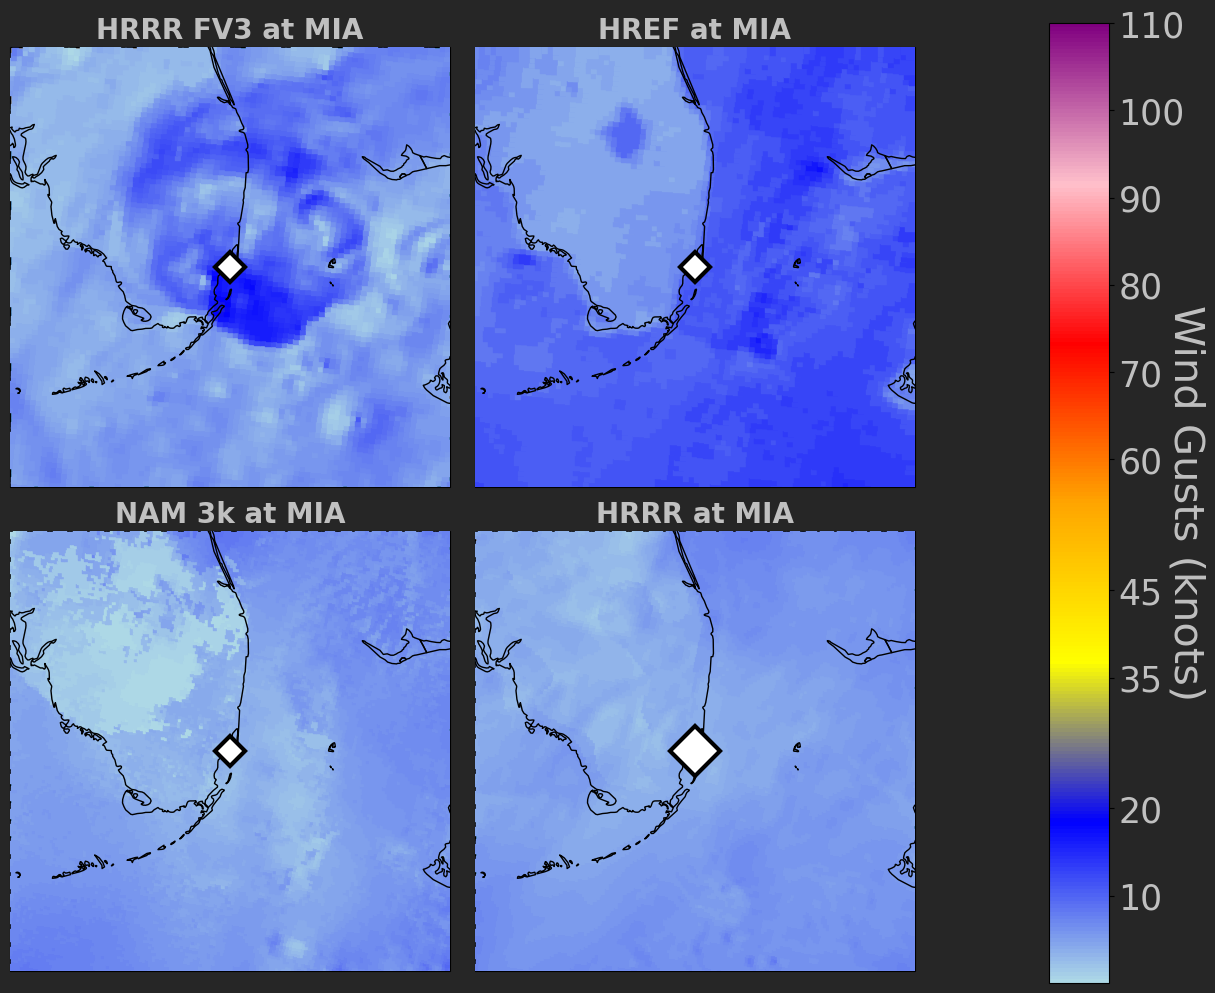 HRRR FV3 at MIA
HREF at MIA
NAM 3k at MIA
HRRR at MIA
110
100
90
80
70
60
45
35
20
10
Wind Gusts (knots)